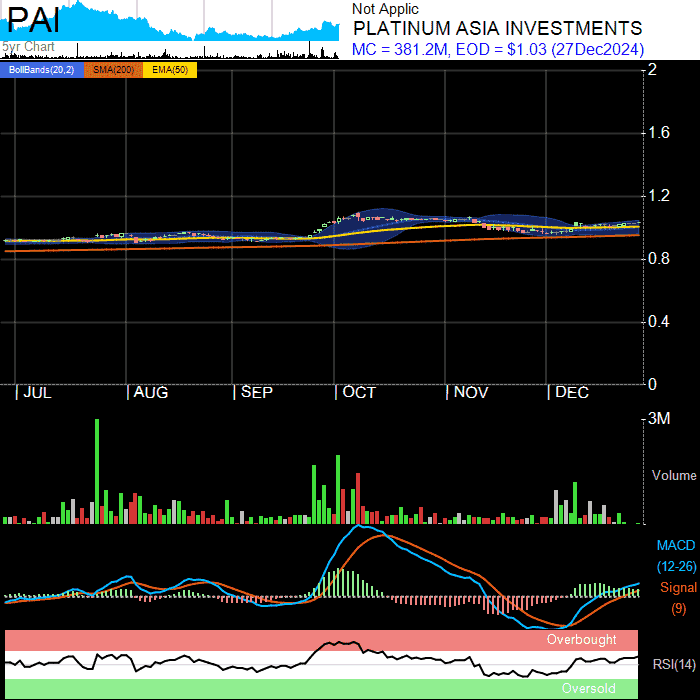 PAI
5yr Chart
Not Applic
PLATINUM ASIA INVESTMENTS
MC = 381.2M, EOD = $1.03 (27Dec2024)
BollBands(20,2) SMA(200) EMA(50)
2
1.6
1.2
0.8
0.4
0
JUL AUG SEP OCT NOV DEC
3M
Volume
MACD
(12-26)
Signal
(9)
Overbought
RSI(14)
Oversold